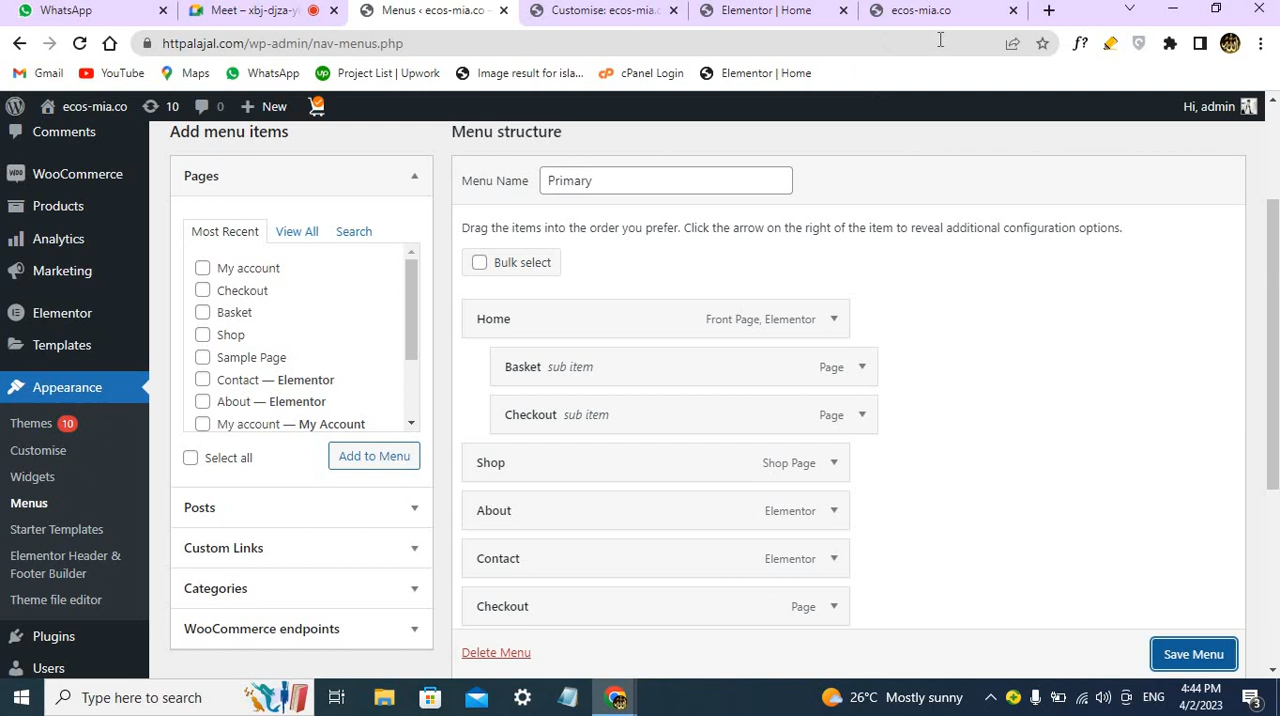 WhatsApp
Meet – xbj-djza-y
Menus ‹ ecos-mia.co –
Customise: ecos-mia.c
Elementor | Home
ecos-mia.co
httpalajal.com/wp-admin/nav-menus.php
Gmail
YouTube
Maps
WhatsApp
Project List | Upwork
Image result for isla...
cPanel Login
Elementor | Home
ecos-mia.co
10
0
New
Hi, admin
Comments
WooCommerce
Products
Analytics
Marketing
Elementor
Templates
Appearance
Themes 10
Customise
Widgets
Menus
Starter Templates
Elementor Header &
Footer Builder
Theme file editor
Plugins
Users
Add menu items
Pages
Most Recent View All Search
My account
Checkout
Basket
Shop
Sample Page
Contact — Elementor
About — Elementor
My account — My Account
Select all
Add to Menu
Posts
Custom Links
Categories
WooCommerce endpoints
Menu structure
Menu Name Primary
Drag the items into the order you prefer. Click the arrow on the right of the item to reveal additional configuration options.
Bulk select
Home Front Page, Elementor
Basket sub item Page
Checkout sub item Page
Shop Shop Page
About Elementor
Contact Elementor
Checkout Page
Delete Menu
Save Menu
Type here to search
26°C Mostly sunny
ENG
4:44 PM
4/2/2023
3